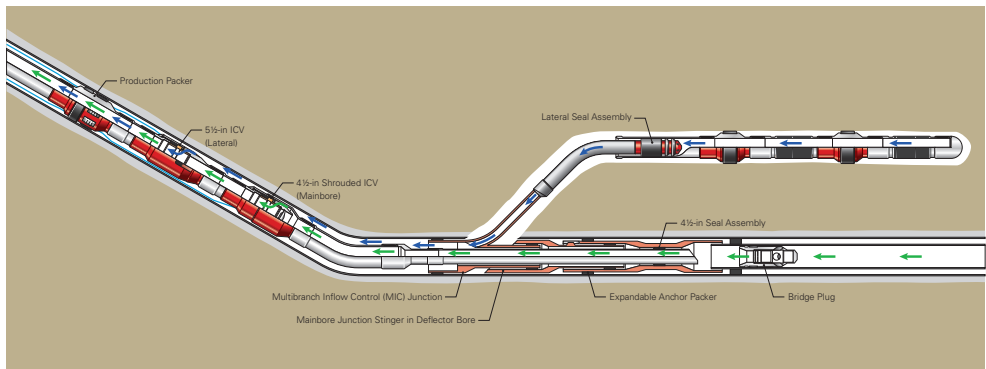 Production Packer
5½-in ICV
(Lateral)
4½-in Shrouded ICV
(Mainbore)
Lateral Seal Assembly
4½-in Seal Assembly
Multibranch Inflow Control (MIC) Junction
Expandable Anchor Packer
Bridge Plug
Mainbore Junction Stinger in Deflector Bore